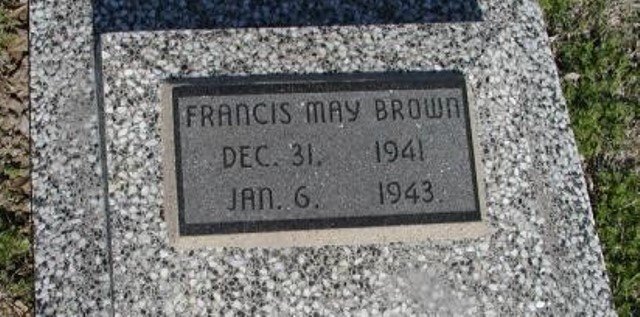 FRANCIS MAY BROWN
DEC. 31. 1941
JAN. 6. 1943.